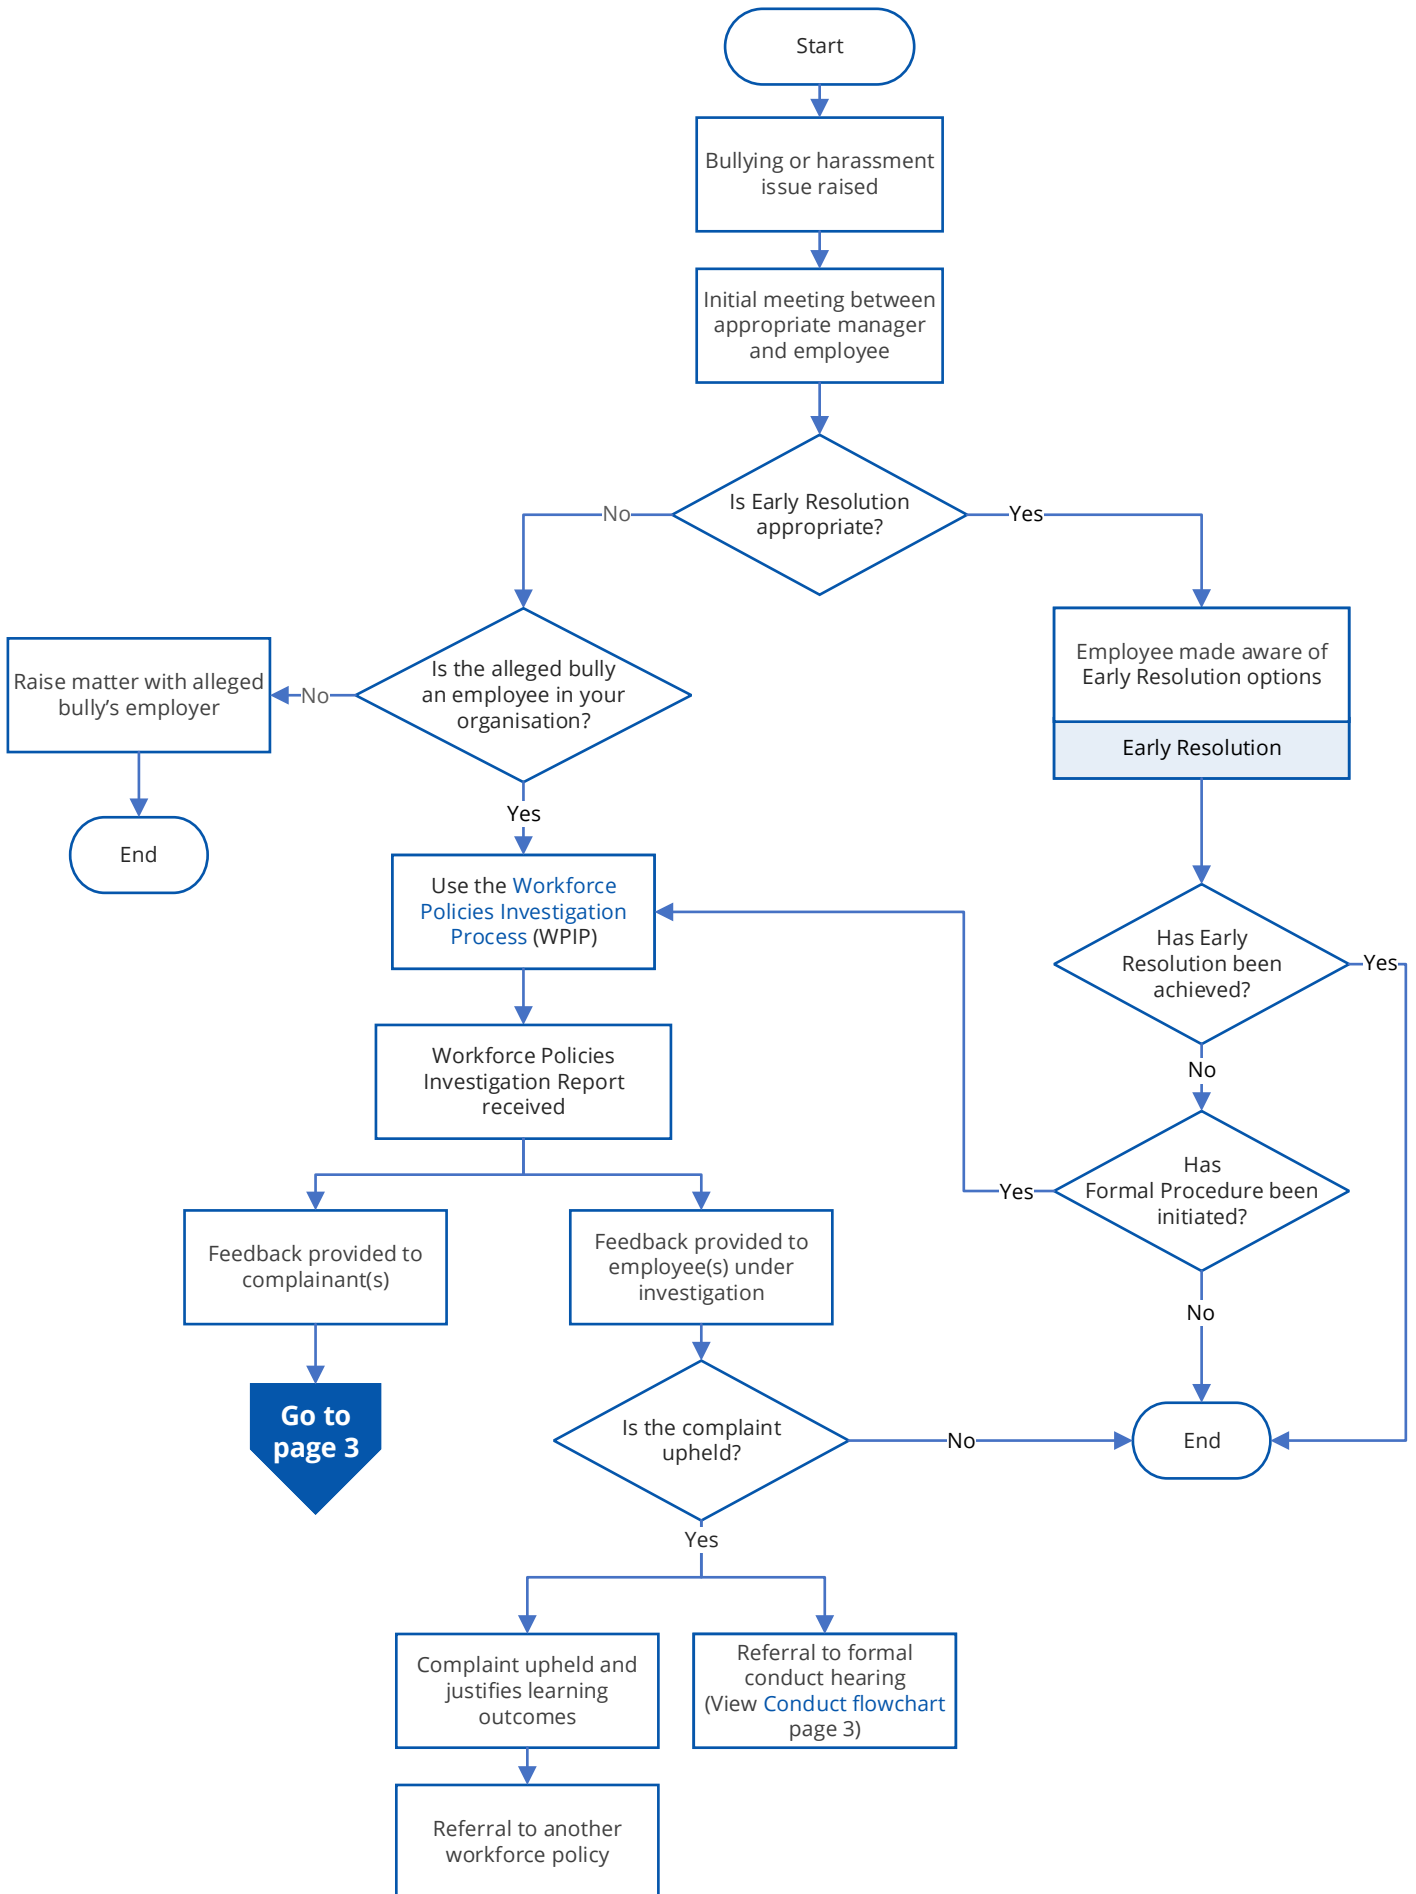 Start
Bullying or harassment
issue raised
Initial meeting between
appropriate manager
and employee
Is Early Resolution
appropriate?
No
Yes
Is the alleged bully
an employee in your
organisation?
No
Raise matter with alleged
bully’s employer
End
Employee made aware of
Early Resolution options
Early Resolution
Yes
Use the Workforce
Policies Investigation
Process (WPIP)
Has Early
Resolution been
achieved?
Yes
No
Workforce Policies
Investigation Report
received
Has
Formal Procedure been
initiated?
Yes
No
Feedback provided to
complainant(s)
Feedback provided to
employee(s) under
investigation
Go to
page 3
Is the complaint
upheld?
No
End
Yes
Complaint upheld and
justifies learning
outcomes
Referral to formal
conduct hearing
(View Conduct flowchart
page 3)
Referral to another
workforce policy